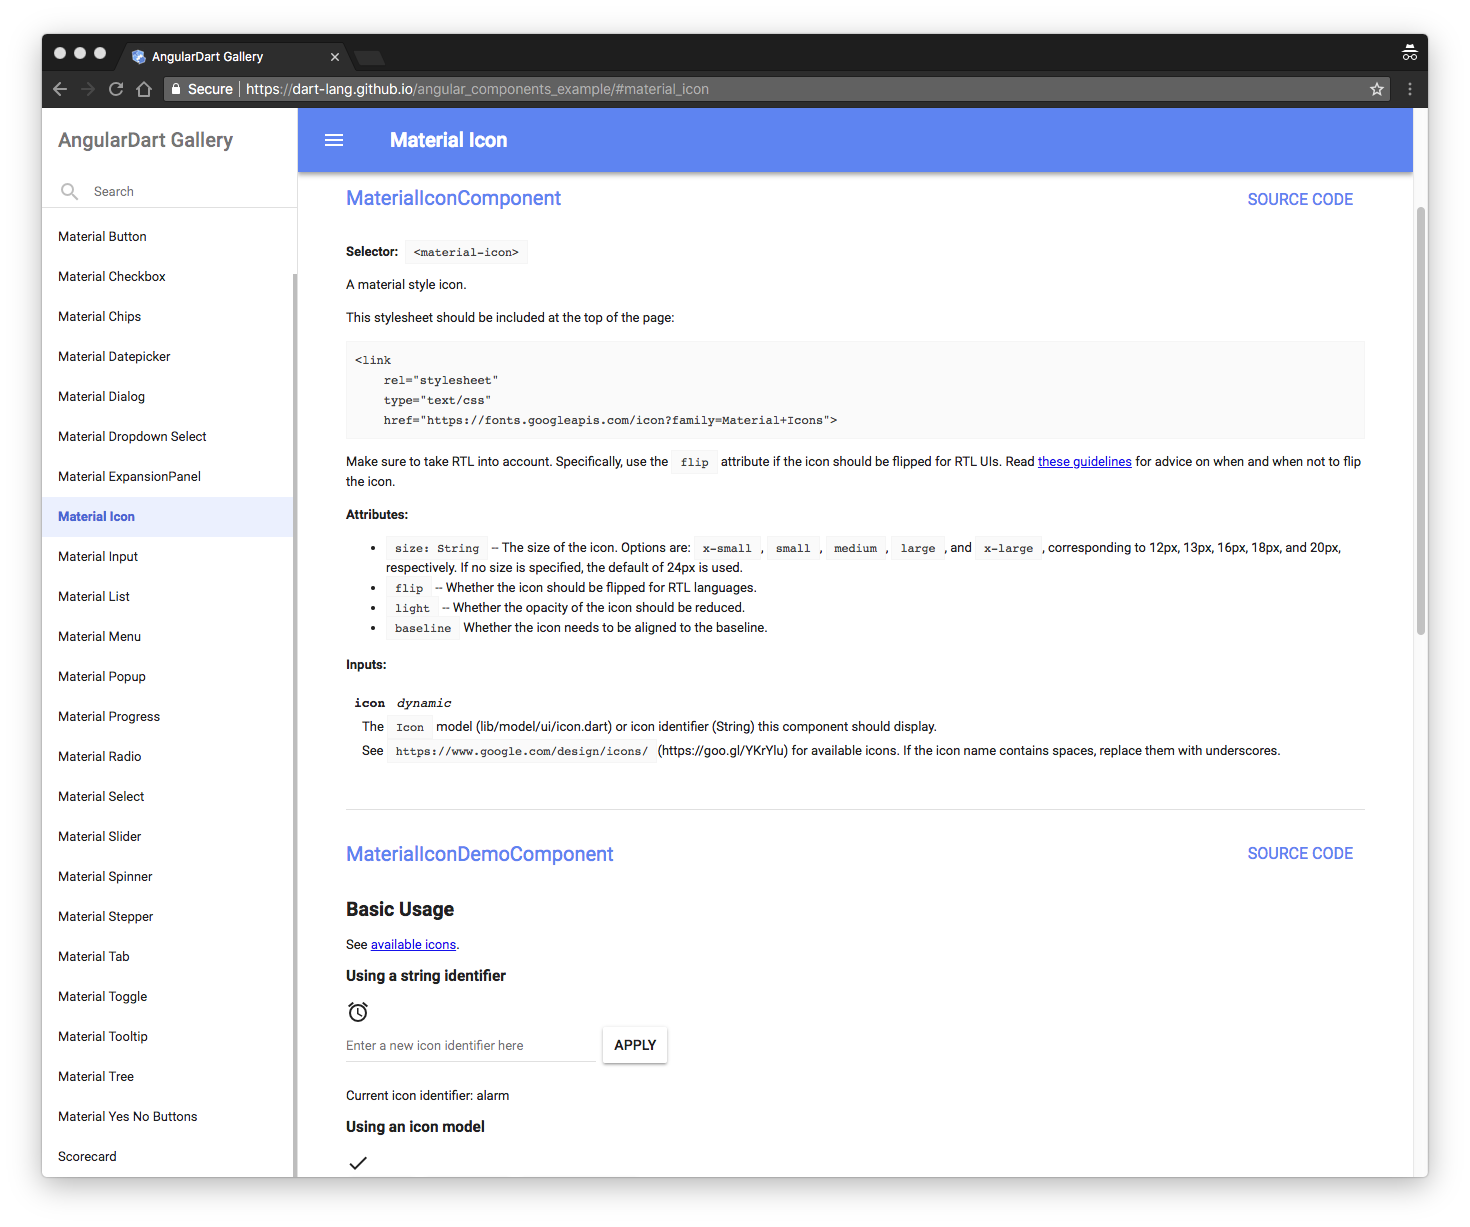 AngularDart Gallery
Secure | https://dart-lang.github.io/angular_components_example/#material_icon
AngularDart Gallery
Search
Material Button
Material Checkbox
Material Chips
Material Datepicker
Material Dialog
Material Dropdown Select
Material ExpansionPanel
Material Icon
Material Input
Material List
Material Menu
Material Popup
Material Progress
Material Radio
Material Select
Material Slider
Material Spinner
Material Stepper
Material Tab
Material Toggle
Material Tooltip
Material Tree
Material Yes No Buttons
Scorecard
Material Icon
MaterialIconComponent
SOURCE CODE
Selector: <material-icon>
A material style icon.
This stylesheet should be included at the top of the page:
<link
rel="stylesheet"
type="text/css"
href="https://fonts.googleapis.com/icon?family=Material+Icons">
Make sure to take RTL into account. Specifically, use the flip attribute if the icon should be flipped for RTL UIs. Read these guidelines for advice on when and when not to flip
the icon.
Attributes:
• size: String -- The size of the icon. Options are: x-small , small , medium , large , and x-large , corresponding to 12px, 13px, 16px, 18px, and 20px,
respectively. If no size is specified, the default of 24px is used.
• flip -- Whether the icon should be flipped for RTL languages.
• light -- Whether the opacity of the icon should be reduced.
• baseline Whether the icon needs to be aligned to the baseline.
Inputs:
icon dynamic
The Icon model (lib/model/ui/icon.dart) or icon identifier (String) this component should display.
See https://www.google.com/design/icons/ (https://goo.gl/YKrYlu) for available icons. If the icon name contains spaces, replace them with underscores.
MaterialIconDemoComponent
SOURCE CODE
Basic Usage
See available icons.
Using a string identifier
Enter a new icon identifier here
APPLY
Current icon identifier: alarm
Using an icon model